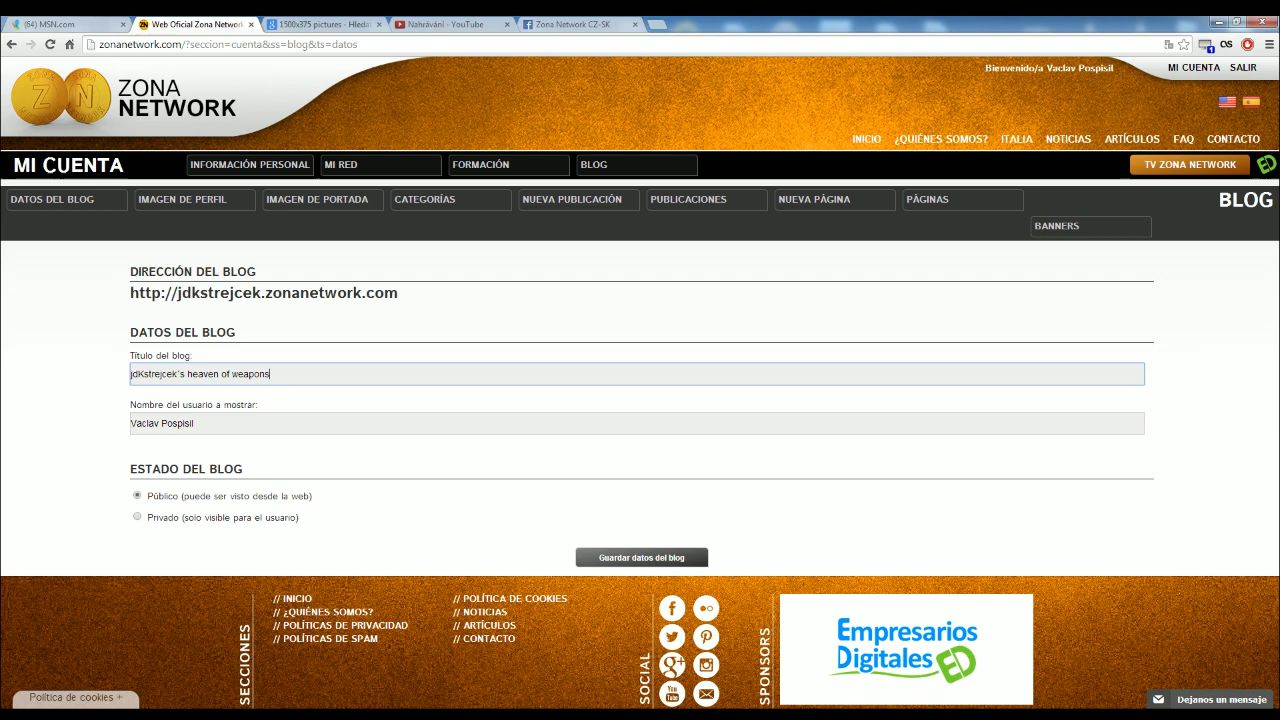 (64) MSN.com
Web Oficial Zona Network
1500x375 pictures - Hledat
Nahrávání - YouTube
Zona Network CZ-SK
zonanetwork.com/?seccion=cuenta&ss=blog&ts=datos
Bienvenido/a Vaclav Pospisil
MI CUENTA SALIR
ZONA
NETWORK
INICIO ¿QUIÉNES SOMOS? ITALIA NOTICIAS ARTÍCULOS FAQ CONTACTO
MI CUENTA INFORMACIÓN PERSONAL MI RED FORMACIÓN BLOG TV ZONA NETWORK ED
DATOS DEL BLOG IMAGEN DE PERFIL IMAGEN DE PORTADA CATEGORÍAS NUEVA PUBLICACIÓN PUBLICACIONES NUEVA PÁGINA PÁGINAS BLOG
BANNERS
DIRECCIÓN DEL BLOG
http://jdkstrejcek.zonanetwork.com
DATOS DEL BLOG
Título del blog:
jdKstrejcek´s heaven of weapons
Nombre del usuario a mostrar:
Vaclav Pospisil
ESTADO DEL BLOG
Público (puede ser visto desde la web)
Privado (solo visible para el usuario)
Guardar datos del blog
SECCIONES
// INICIO
// ¿QUIÉNES SOMOS?
// POLÍTICAS DE PRIVACIDAD
// POLÍTICAS DE SPAM
// POLÍTICA DE COOKIES
// NOTICIAS
// ARTÍCULOS
// CONTACTO
SOCIAL
You
Tube
SPONSORS
Empresarios
Digitales ED
Política de cookies +
Dejanos un mensaje